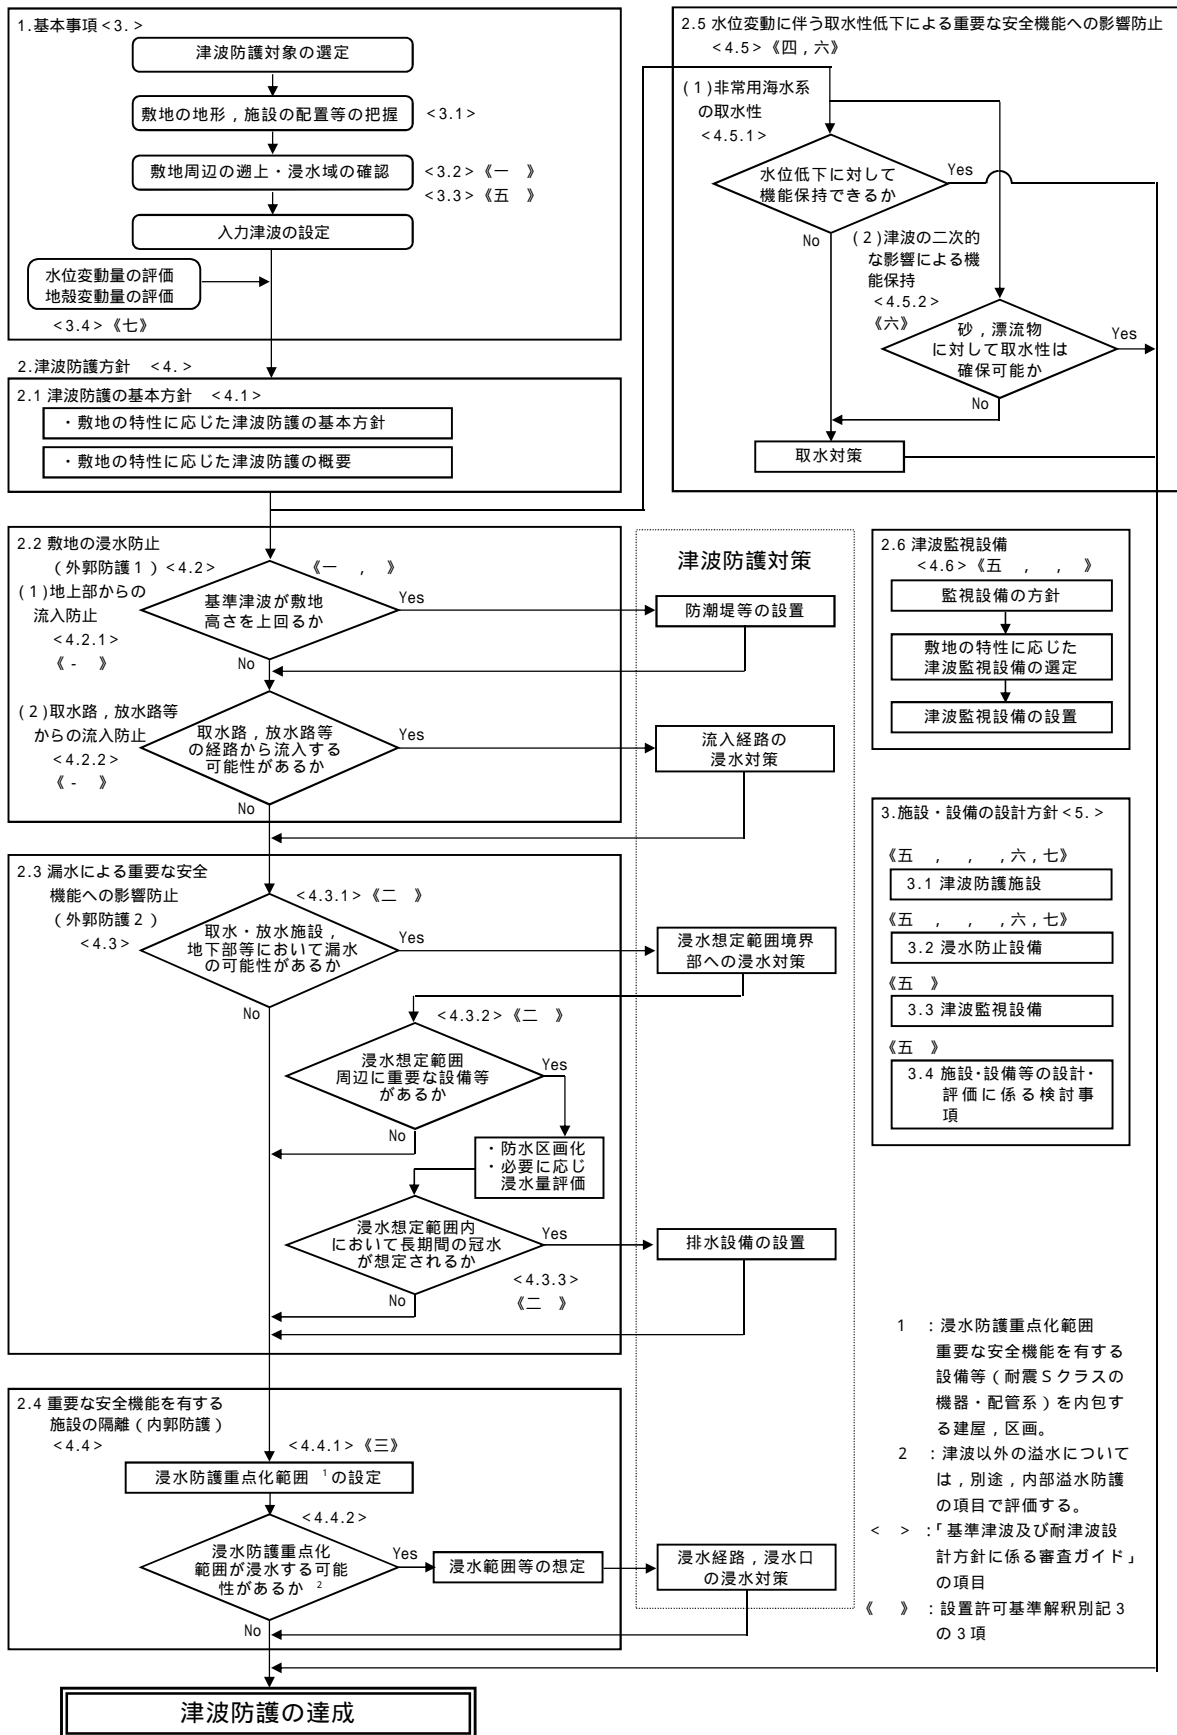 1.基本事項<3.>
津波防護対象の選定
敷地の地形,施設の配置等の把握
<3.1>
敷地周辺の遡上・浸水域の確認
<3.2>《一　》
<3.3>《五　》
入力津波の設定
水位変動量の評価
地殻変動量の評価
<3.4>《七》
2.津波防護方針　<4.>
2.1 津波防護の基本方針　<4.1>
・敷地の特性に応じた津波防護の基本方針
・敷地の特性に応じた津波防護の概要
2.5 水位変動に伴う取水性低下による重要な安全機能への影響防止
<4.5>《四,六》
(1)非常用海水系
の取水性
<4.5.1>
水位低下に対して
機能保持できるか
Yes
No
(2)津波の二次的
な影響による機
能保持
<4.5.2>
《六》
砂,漂流物
に対して取水性は
確保可能か
Yes
No
取水対策
2.2 敷地の浸水防止
(外郭防護1)<4.2>
《一　,　》
(1)地上部からの
流入防止
<4.2.1>
《-　》
基準津波が敷地
高さを上回るか
Yes
No
(2)取水路,放水路等
からの流入防止
<4.2.2>
《-　》
取水路,放水路等
の経路から流入する
可能性があるか
Yes
No
津波防護対策
防潮堤等の設置
流入経路の
浸水対策
2.6 津波監視設備
<4.6>《五　,　,　》
監視設備の方針
敷地の特性に応じた
津波監視設備の選定
津波監視設備の設置
2.3 漏水による重要な安全
機能への影響防止
(外郭防護2)
<4.3>
<4.3.1>《二　》
取水・放水施設,
地下部等において漏水
の可能性があるか
Yes
No
浸水想定範囲境界
部への浸水対策
<4.3.2>《二　》
浸水想定範囲
周辺に重要な設備等
があるか
Yes
No
・防水区画化
・必要に応じ
浸水量評価
浸水想定範囲内
において長期間の冠水
が想定されるか
Yes
No
<4.3.3>
《二　》
排水設備の設置
3.施設・設備の設計方針<5.>
《五　,　,　,六,七》
3.1 津波防護施設
《五　,　,　,六,七》
3.2 浸水防止設備
《五　》
3.3 津波監視設備
《五　》
3.4 施設・設備等の設計・
評価に係る検討事
項
2.4 重要な安全機能を有する
施設の隔離(内郭防護)
<4.4>
<4.4.1>《三》
浸水防護重点化範囲 1の設定
<4.4.2>
浸水防護重点化
範囲が浸水する可能
性があるか 2
Yes
No
浸水範囲等の想定
浸水経路,浸水口
の浸水対策
津波防護の達成
1　:浸水防護重点化範囲
重要な安全機能を有する
設備等(耐震Sクラスの
機器・配管系)を内包す
る建屋,区画。
2　:津波以外の溢水について
は,別途,内部溢水防護
の項目で評価する。
<　>:「基準津波及び耐津波設
計方針に係る審査ガイド」
の項目
《　》:設置許可基準解釈別記3
の3項